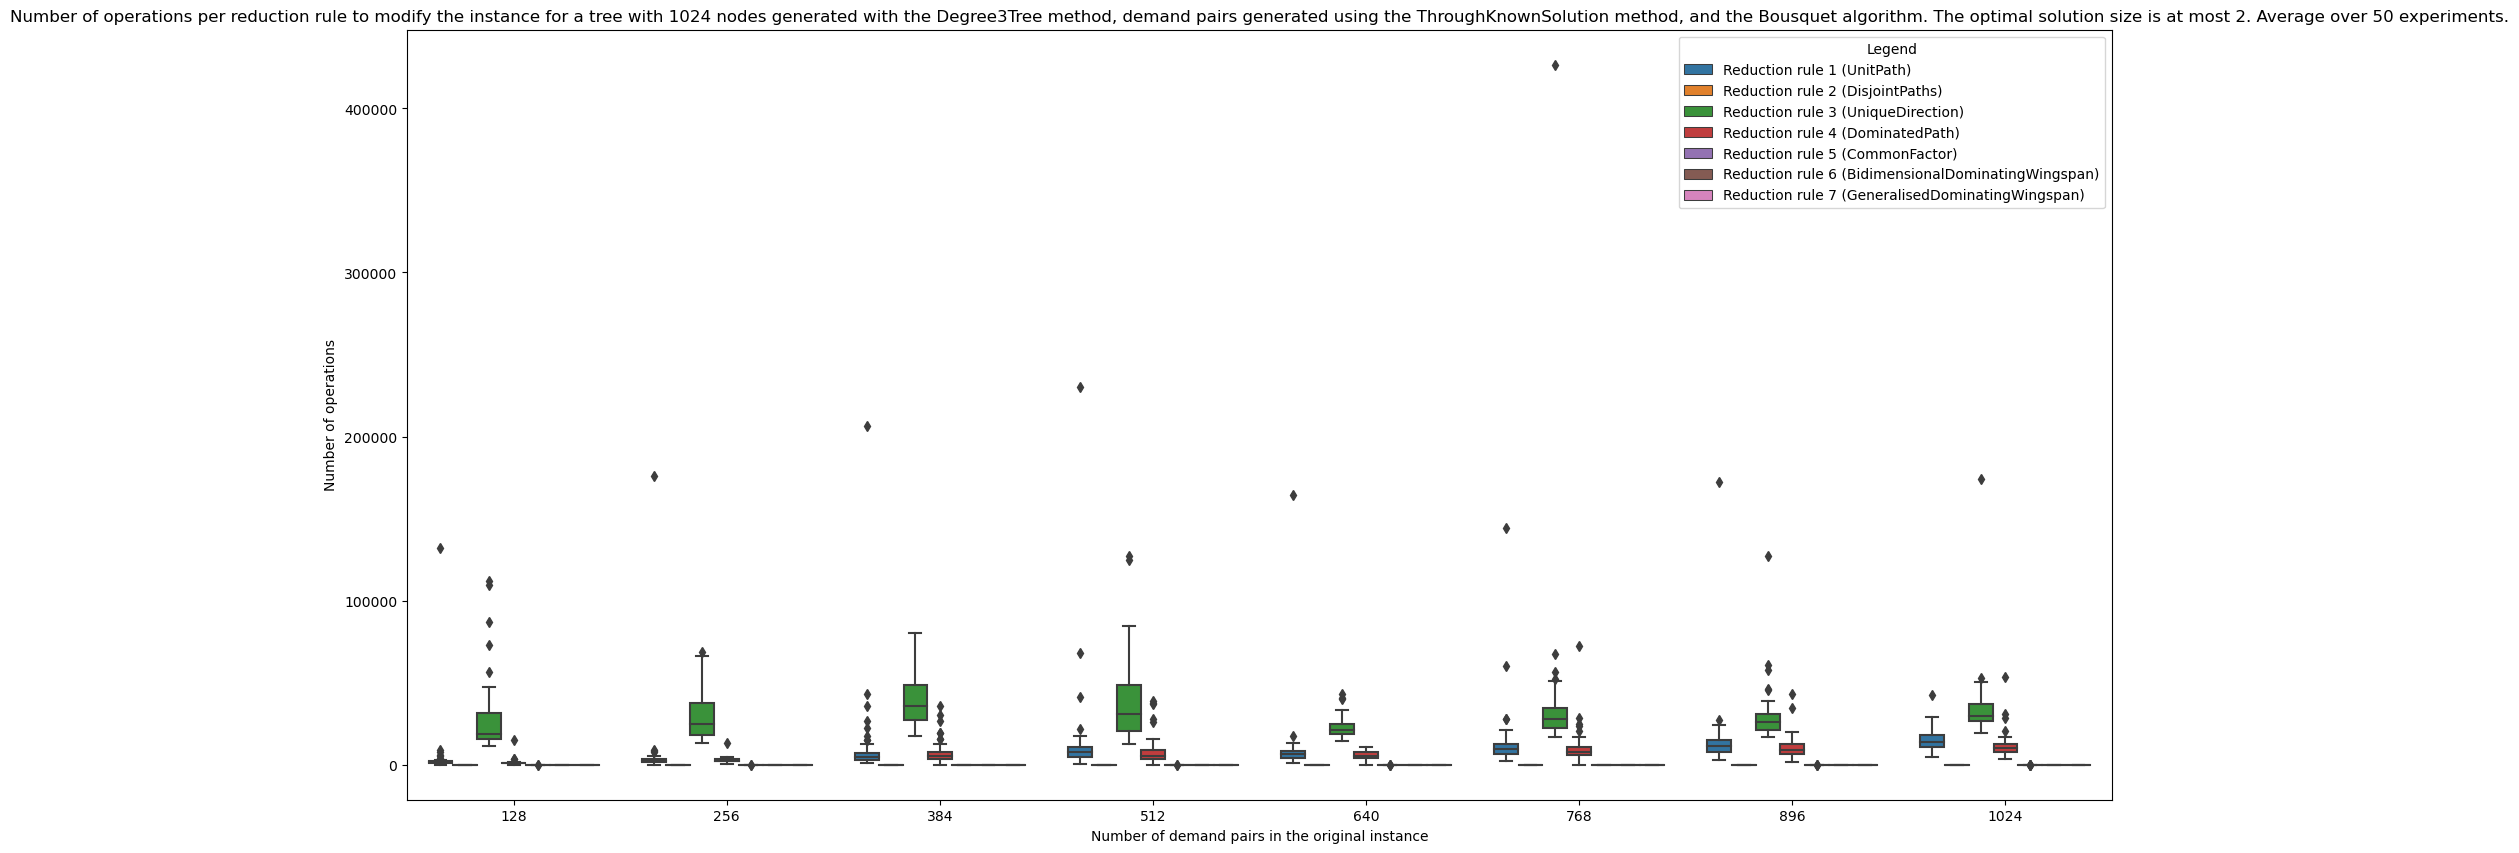 Number of operations per reduction rule to modify the instance for a tree with 1024 nodes generated with the Degree3Tree method, demand pairs generated using the ThroughKnownSolution method, and the Bousquet algorithm. The optimal solution size is at most 2. Average over 50 experiments.
Legend
Reduction rule 1 (UnitPath)
Reduction rule 2 (DisjointPaths)
Reduction rule 3 (UniqueDirection)
Reduction rule 4 (DominatedPath)
Reduction rule 5 (CommonFactor)
Reduction rule 6 (BidimensionalDominatingWingspan)
Reduction rule 7 (GeneralisedDominatingWingspan)
Number of operations
400000
300000
200000
100000
0
128 256 384 512 640 768 896 1024
Number of demand pairs in the original instance